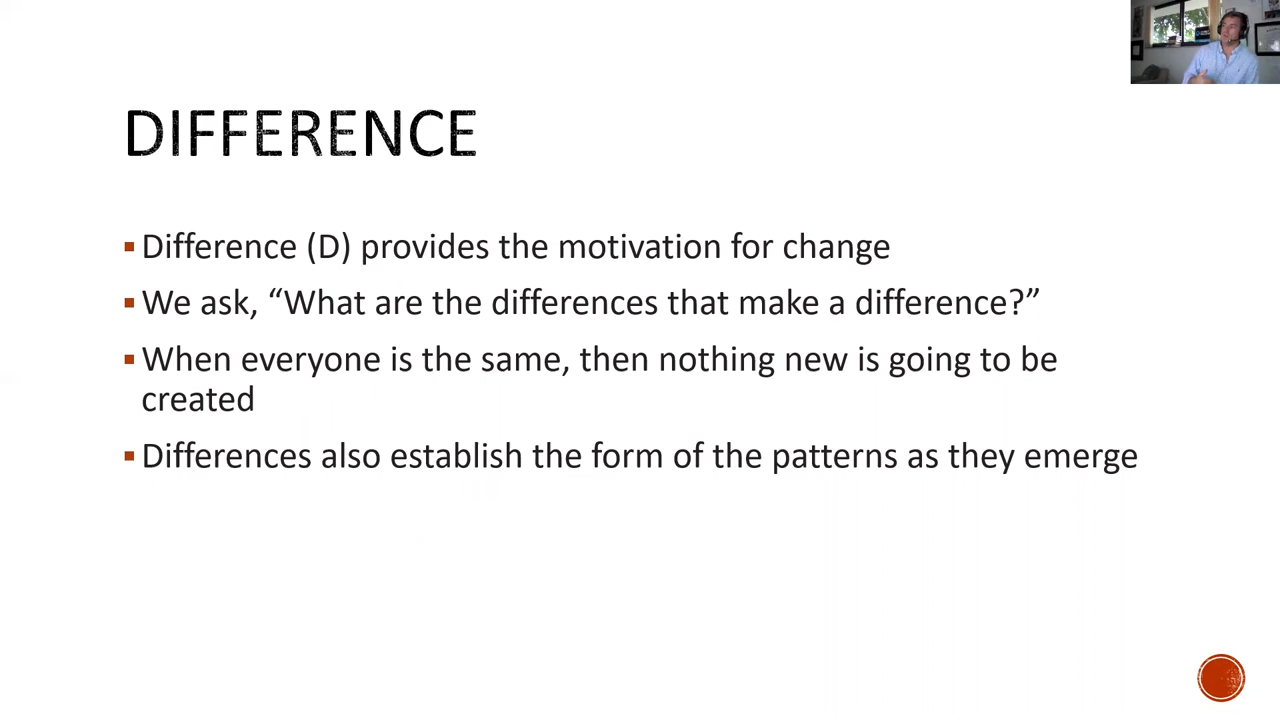 DIFFERENCE
▪ Difference (D) provides the motivation for change
▪ We ask, “What are the differences that make a difference?”
▪ When everyone is the same, then nothing new is going to be
created
▪ Differences also establish the form of the patterns as they emerge